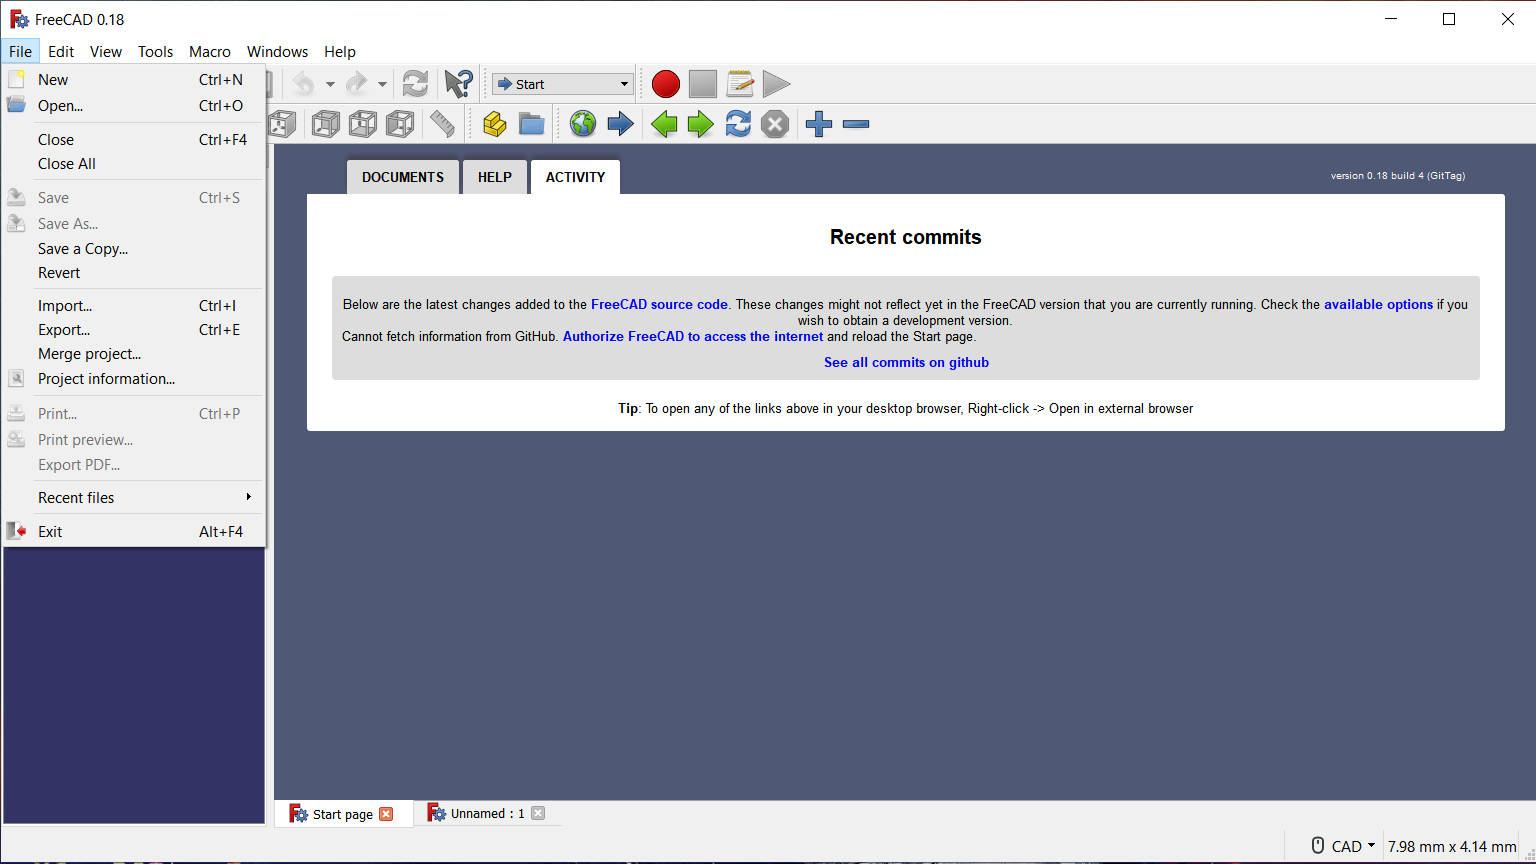 FreeCAD 0.18
File Edit View Tools Macro Windows Help
New Ctrl+N
Open... Ctrl+O
Close Ctrl+F4
Close All
Save Ctrl+S
Save As...
Save a Copy...
Revert
Import... Ctrl+I
Export... Ctrl+E
Merge project...
Project information...
Print... Ctrl+P
Print preview...
Export PDF...
Recent files
Exit Alt+F4
Start
DOCUMENTS HELP ACTIVITY
version 0.18 build 4 (GitTag)
Recent commits
Below are the latest changes added to the FreeCAD source code. These changes might not reflect yet in the FreeCAD version that you are currently running. Check the available options if you
wish to obtain a development version.
Cannot fetch information from GitHub. Authorize FreeCAD to access the internet and reload the Start page.
See all commits on github
Tip: To open any of the links above in your desktop browser, Right-click -> Open in external browser
Start page
Unnamed : 1
CAD
7.98 mm x 4.14 mm